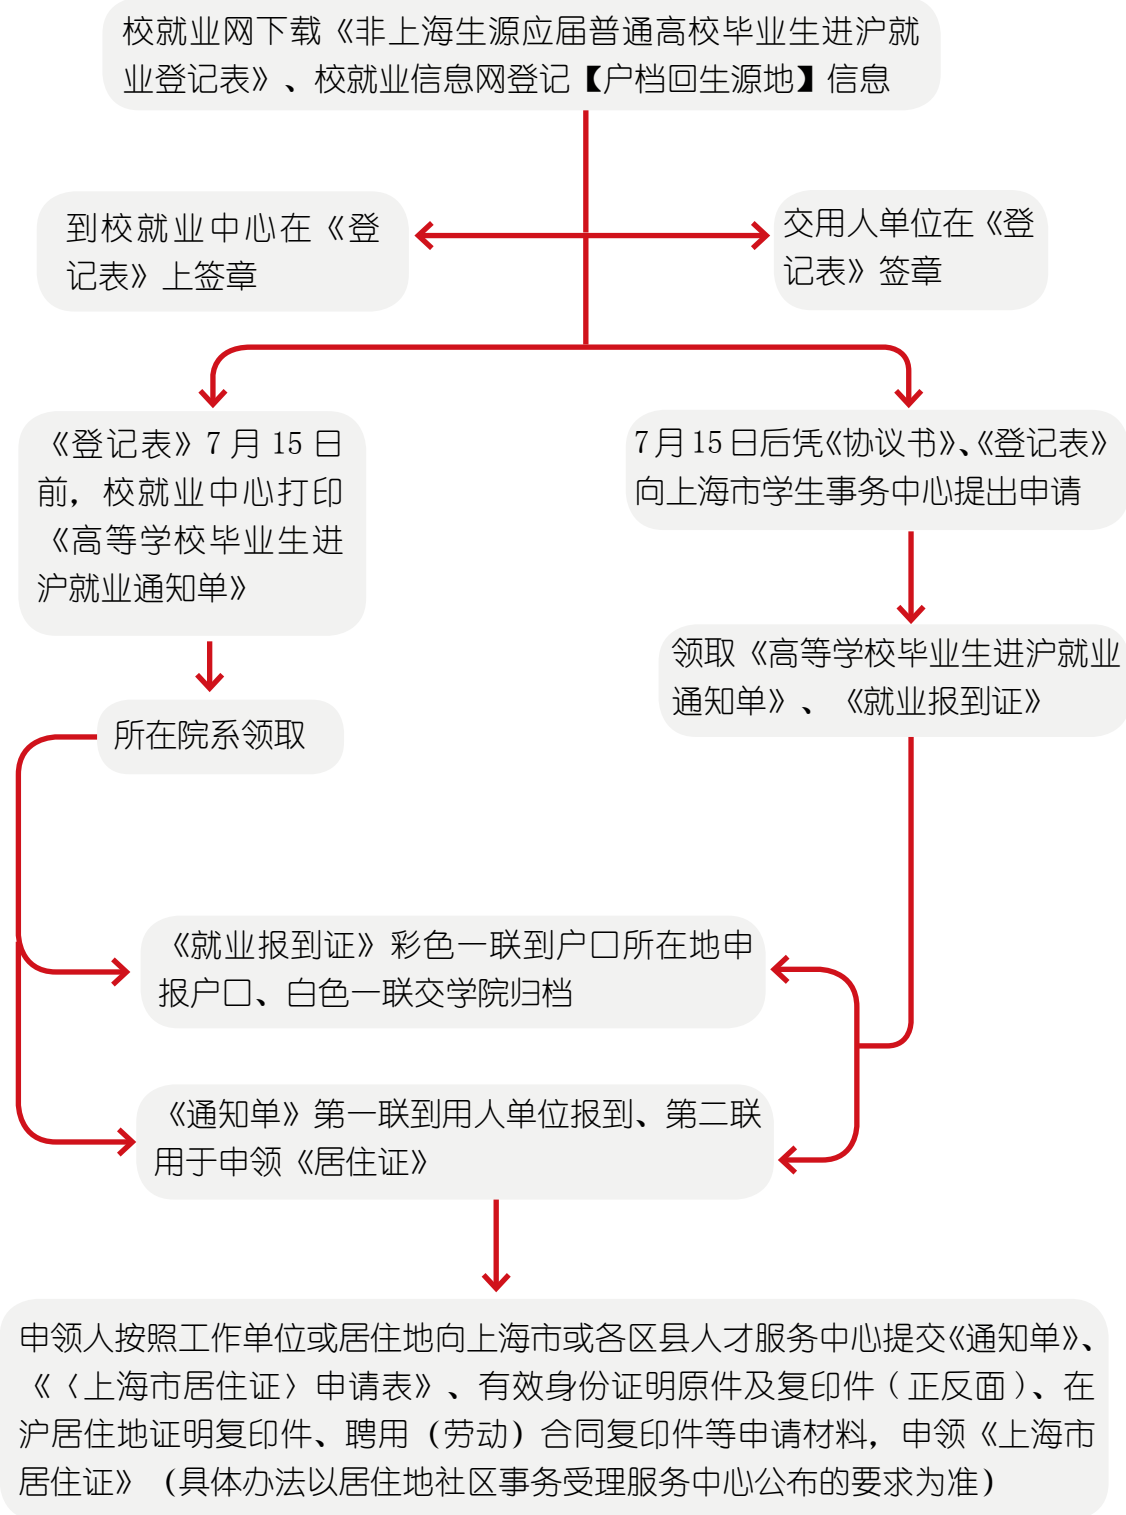 校就业网下载《非上海生源应届普通高校毕业生进沪就
业登记表》、校就业信息网登记【户档回生源地】信息
到校就业中心在《登
记表》上签章
交用人单位在《登
记表》签章
《登记表》7月15日
前，校就业中心打印
《高等学校毕业生进
沪就业通知单》
7月15日后凭《协议书》、《登记表》
向上海市学生事务中心提出申请
所在院系领取
领取《高等学校毕业生进沪就业
通知单》、《就业报到证》
《就业报到证》彩色一联到户口所在地申
报户口、白色一联交学院归档
《通知单》第一联到用人单位报到、第二联
用于申领《居住证》
申领人按照工作单位或居住地向上海市或各区县人才服务中心提交《通知单》、
《〈上海市居住证〉申请表》、有效身份证明原件及复印件（正反面）、在
沪居住地证明复印件、聘用（劳动）合同复印件等申请材料，申领《上海市
居住证》（具体办法以居住地社区事务受理服务中心公布的要求为准）